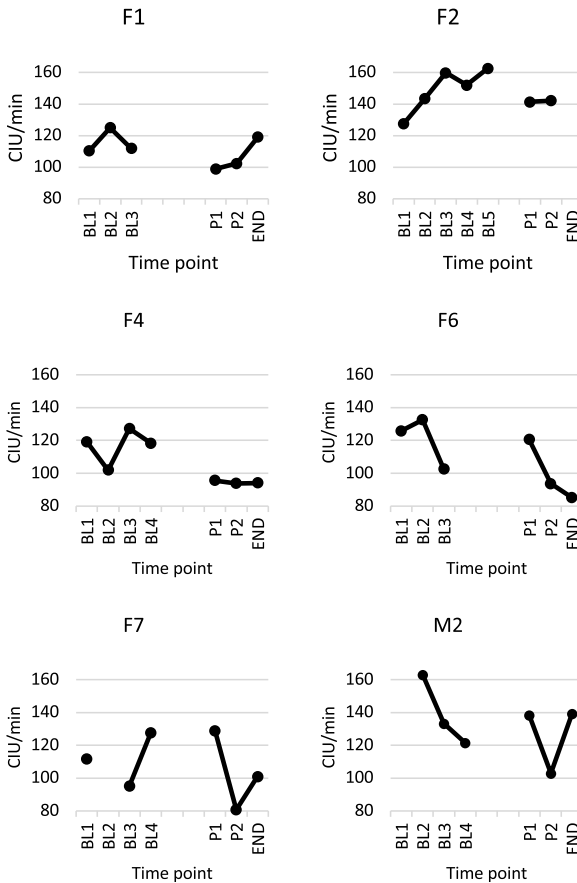 F1
CIU/min
160
140
120
100
80
BL1
BL2
BL3
P1
P2
END
Time point
F2
CIU/min
160
140
120
100
80
BL1
BL2
BL3
BL4
BL5
P1
P2
END
Time point
F4
CIU/min
160
140
120
100
80
BL1
BL2
BL3
BL4
P1
P2
END
Time point
F6
CIU/min
160
140
120
100
80
BL1
BL2
BL3
P1
P2
END
Time point
F7
CIU/min
160
140
120
100
80
BL1
BL2
BL3
BL4
P1
P2
END
Time point
M2
CIU/min
160
140
120
100
80
BL1
BL2
BL3
BL4
P1
P2
END
Time point